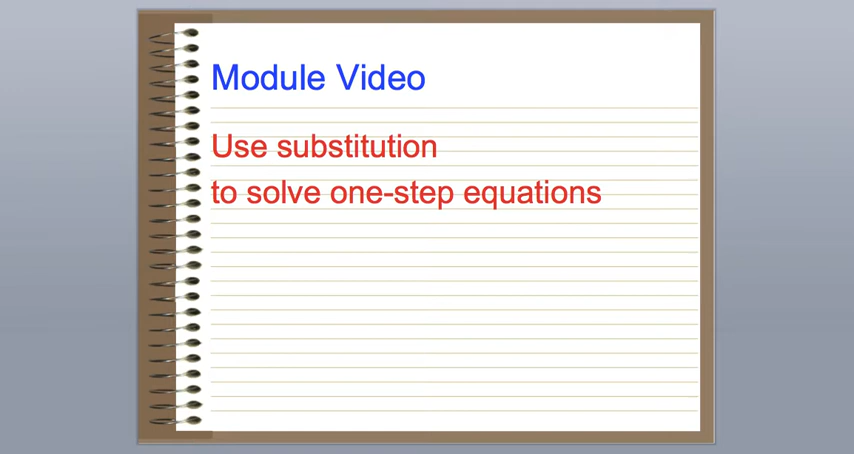 Module Video
Use substitution
to solve one-step equations